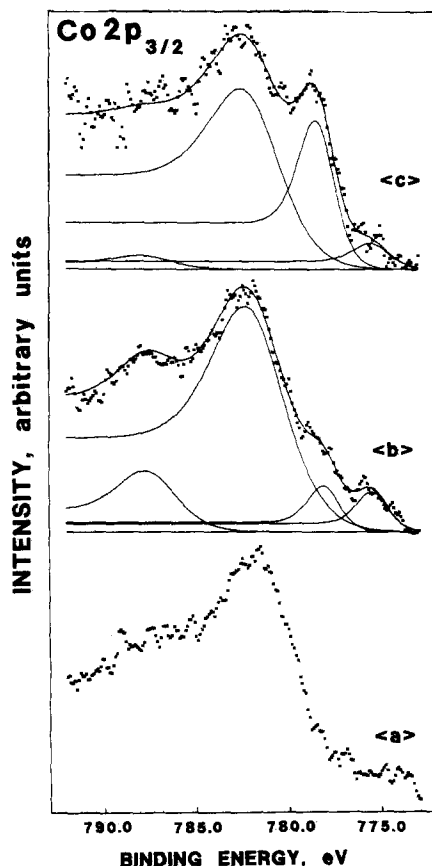 Co 2p3/2
<c>
<b>
<a>
INTENSITY, arbitrary units
790.0 785.0 780.0 775.0
BINDING ENERGY, eV